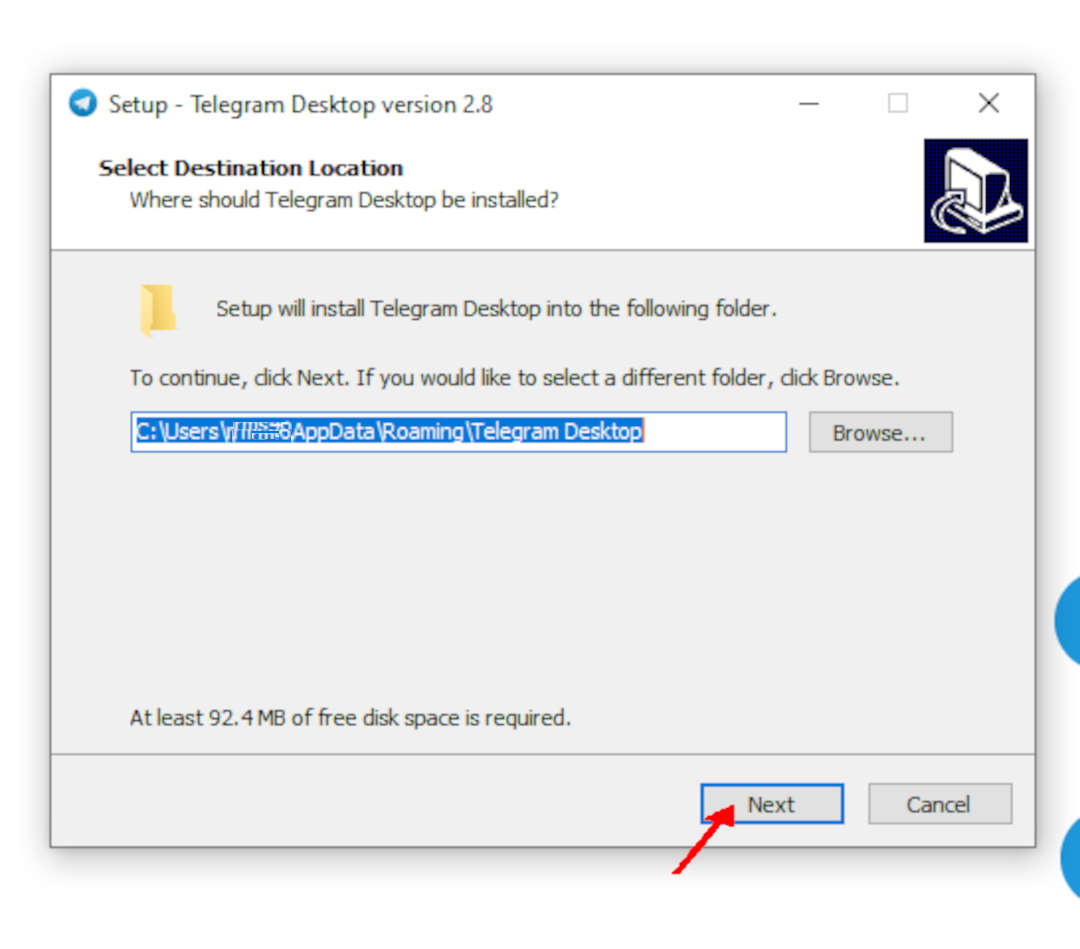 Setup - Telegram Desktop version 2.8
Select Destination Location
Where should Telegram Desktop be installed?
Setup will install Telegram Desktop into the following folder.
To continue, click Next. If you would like to select a different folder, click Browse.
C:\Users\ AppData\Roaming\Telegram Desktop
Browse...
At least 92.4 MB of free disk space is required.
Next
Cancel